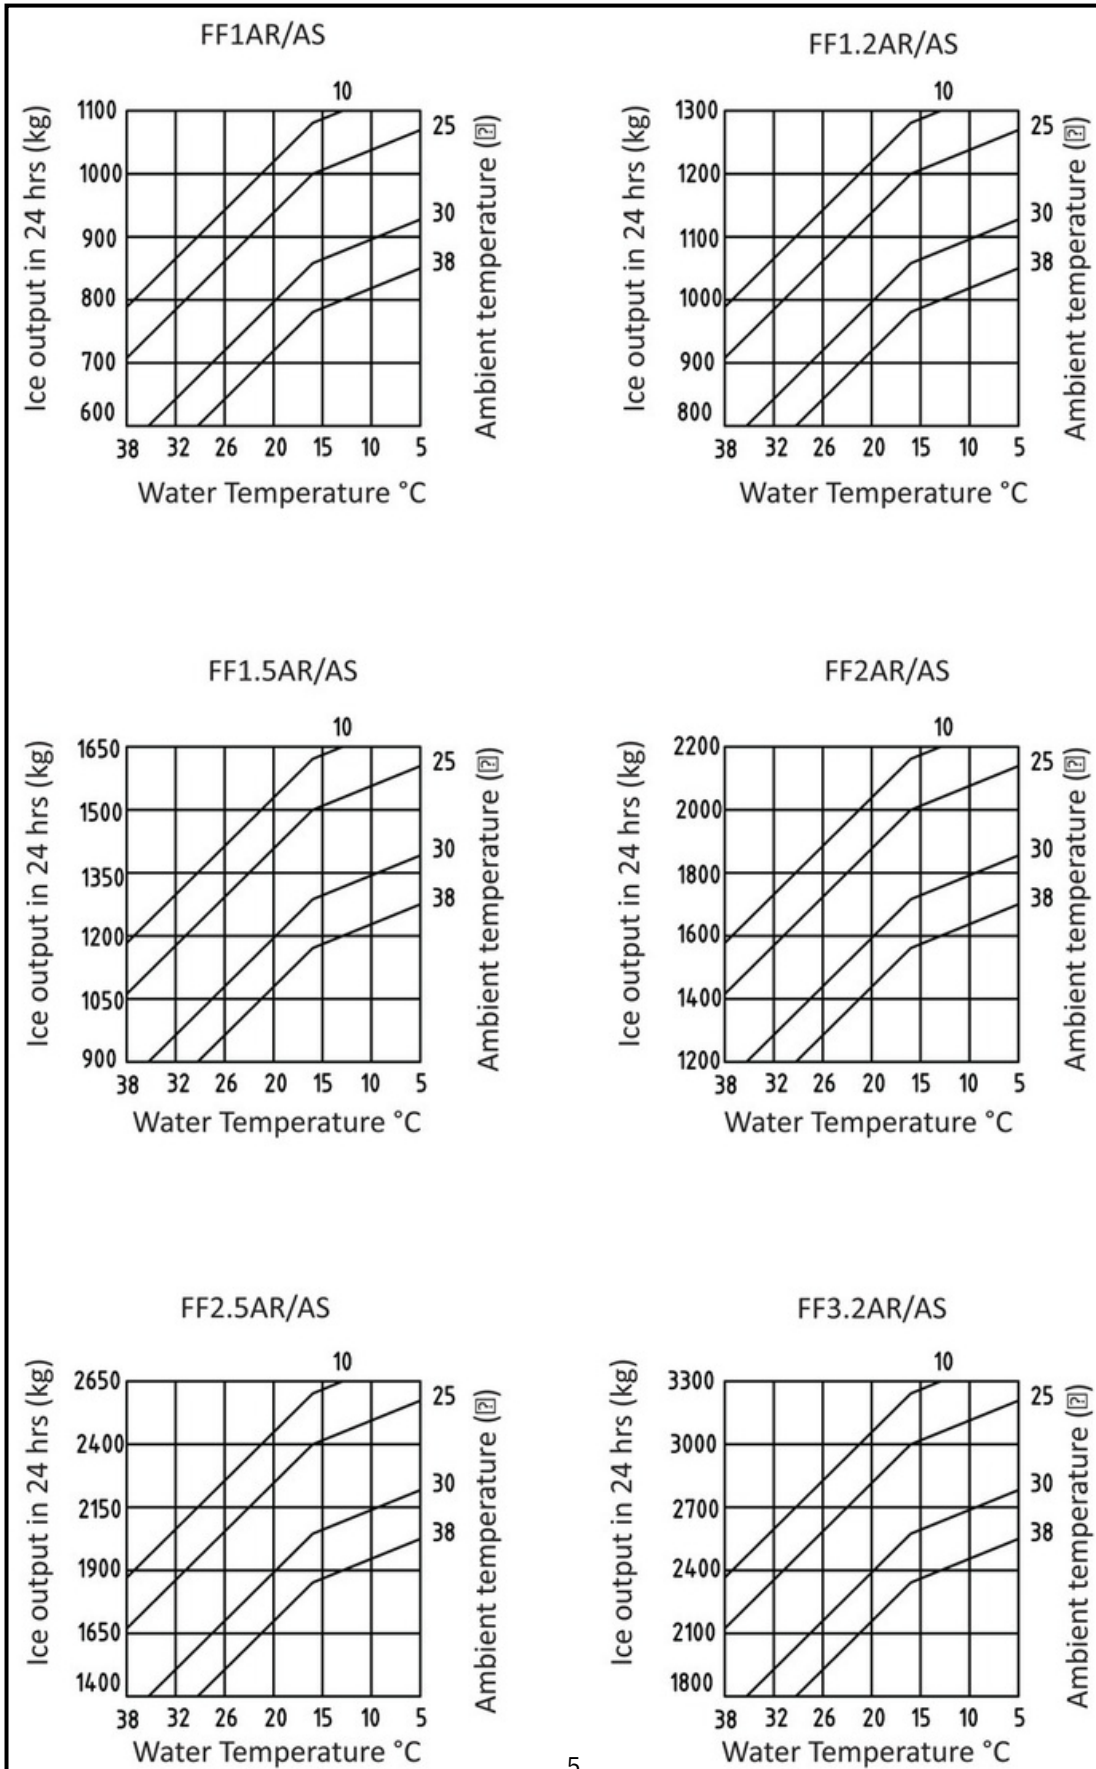 FF1AR/AS
10
Ice output in 24 hrs (kg)
1100
1000
900
800
700
600
25
30
38
Ambient temperature (⍰)
38 32 26 20 15 10 5
Water Temperature °C
FF1.2AR/AS
10
Ice output in 24 hrs (kg)
1300
1200
1100
1000
900
800
25
30
38
Ambient temperature (⍰)
38 32 26 20 15 10 5
Water Temperature °C
FF1.5AR/AS
10
Ice output in 24 hrs (kg)
1650
1500
1350
1200
1050
900
25
30
38
Ambient temperature (⍰)
38 32 26 20 15 10 5
Water Temperature °C
FF2AR/AS
10
Ice output in 24 hrs (kg)
2200
2000
1800
1600
1400
1200
25
30
38
Ambient temperature (⍰)
38 32 26 20 15 10 5
Water Temperature °C
FF2.5AR/AS
10
Ice output in 24 hrs (kg)
2650
2400
2150
1900
1650
1400
25
30
38
Ambient temperature (⍰)
38 32 26 20 15 10 5
Water Temperature °C
FF3.2AR/AS
10
Ice output in 24 hrs (kg)
3300
3000
2700
2400
2100
1800
25
30
38
Ambient temperature (⍰)
38 32 26 20 15 10 5
Water Temperature °C
5